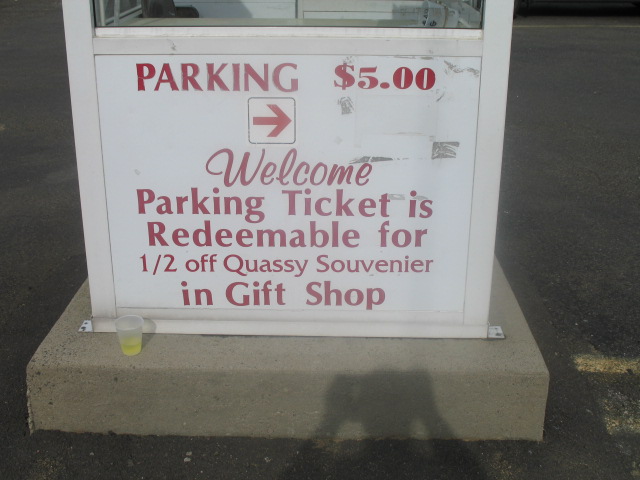 PARKING $5.00
Welcome
Parking Ticket is
Redeemable for
1/2 off Quassy Souvenier
in Gift Shop